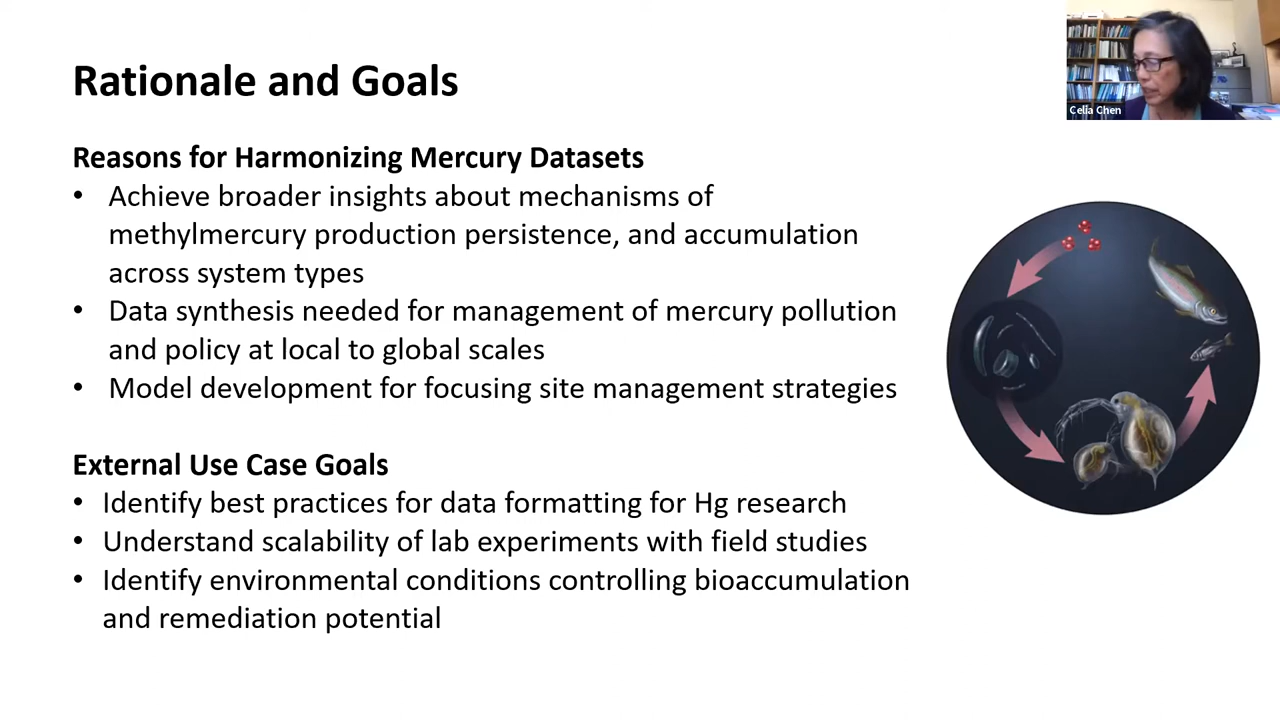 Rationale and Goals
Celia Chen
Reasons for Harmonizing Mercury Datasets
• Achieve broader insights about mechanisms of
methylmercury production persistence, and accumulation
across system types
• Data synthesis needed for management of mercury pollution
and policy at local to global scales
• Model development for focusing site management strategies
External Use Case Goals
• Identify best practices for data formatting for Hg research
• Understand scalability of lab experiments with field studies
• Identify environmental conditions controlling bioaccumulation
and remediation potential